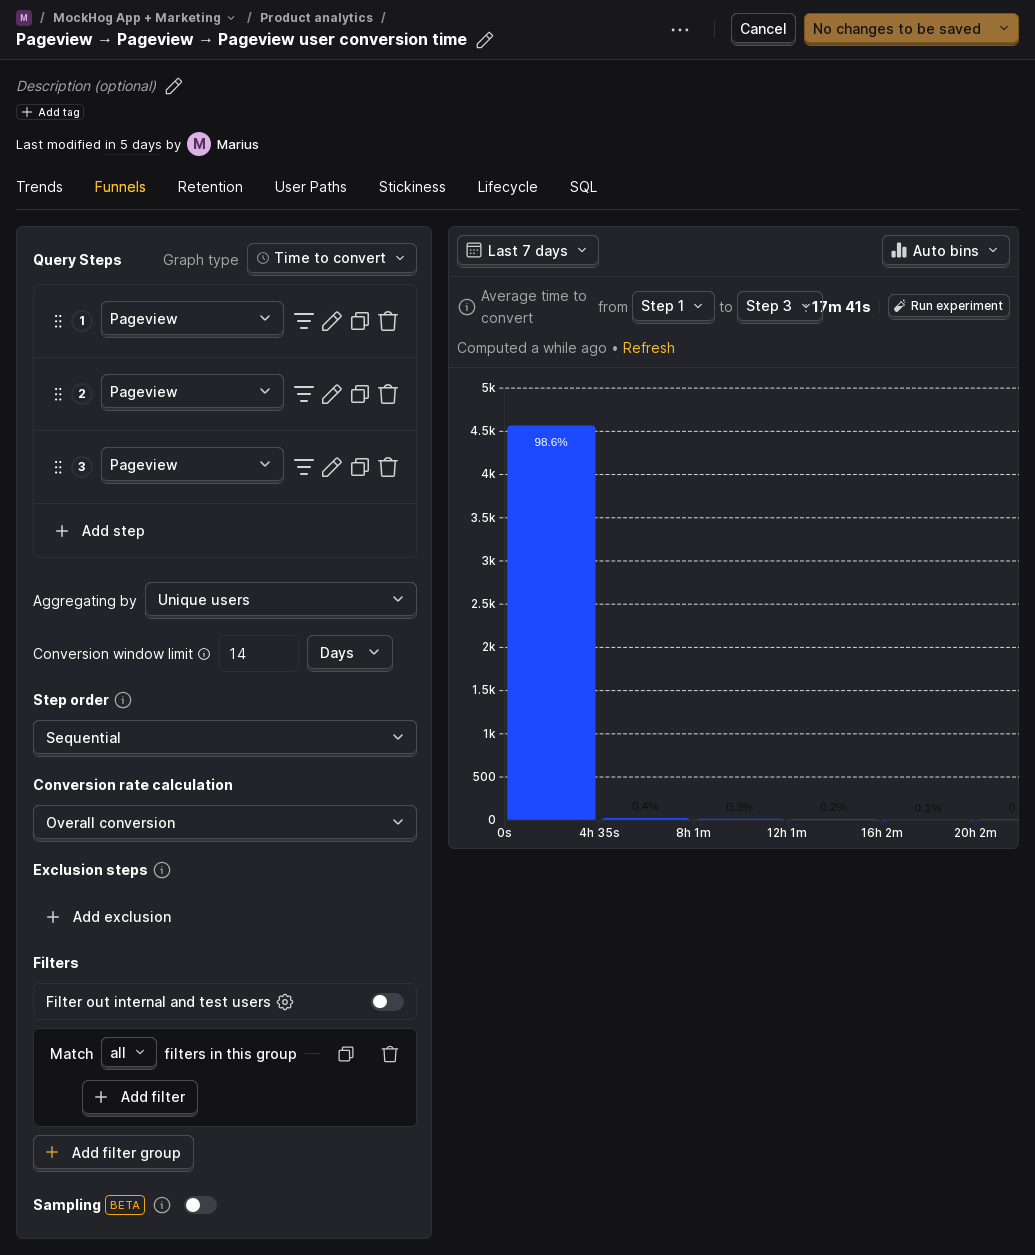 M / MockHog App + Marketing / Product analytics /
Pageview → Pageview → Pageview user conversion time
Cancel
No changes to be saved
Description (optional)
Add tag
Last modified in 5 days by M Marius
Trends Funnels Retention User Paths Stickiness Lifecycle SQL
Query Steps Graph type Time to convert
1 Pageview
2 Pageview
3 Pageview
Add step
Aggregating by Unique users
Conversion window limit 14 Days
Step order
Sequential
Conversion rate calculation
Overall conversion
Exclusion steps
Add exclusion
Filters
Filter out internal and test users
Match all filters in this group
Add filter
Add filter group
Sampling BETA
Last 7 days Auto bins
Average time to convert from Step 1 to Step 3 17m 41s Run experiment
Computed a while ago • Refresh
5k
4.5k
4k
3.5k
3k
2.5k
2k
1.5k
1k
500
0
98.6% 0.4% 0.3% 0.2% 0.1%
0s 4h 35s 8h 1m 12h 1m 16h 2m 20h 2m